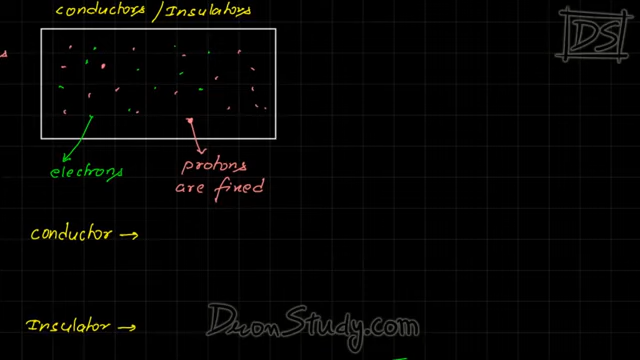 conductors / Insulators
DS
electrons
protons
are fixed
conductor →
Insulator →
DronStudy.com